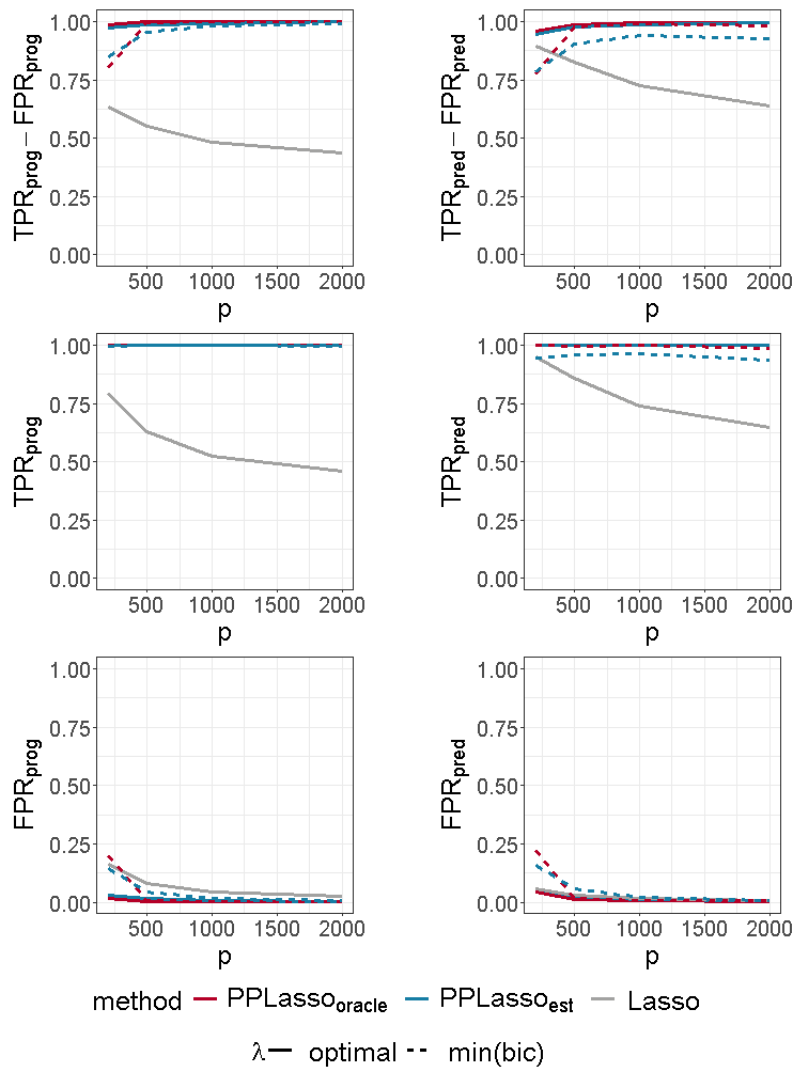 TPRprog – FPRprog
1.00
0.75
0.50
0.25
0.00
500 1000 1500 2000
p
TPRpred – FPRpred
1.00
0.75
0.50
0.25
0.00
500 1000 1500 2000
p
TPRprog
1.00
0.75
0.50
0.25
0.00
500 1000 1500 2000
p
TPRpred
1.00
0.75
0.50
0.25
0.00
500 1000 1500 2000
p
FPRprog
1.00
0.75
0.50
0.25
0.00
500 1000 1500 2000
p
FPRpred
1.00
0.75
0.50
0.25
0.00
500 1000 1500 2000
p
method PPLassooracle PPLassoest Lasso
λ optimal min(bic)